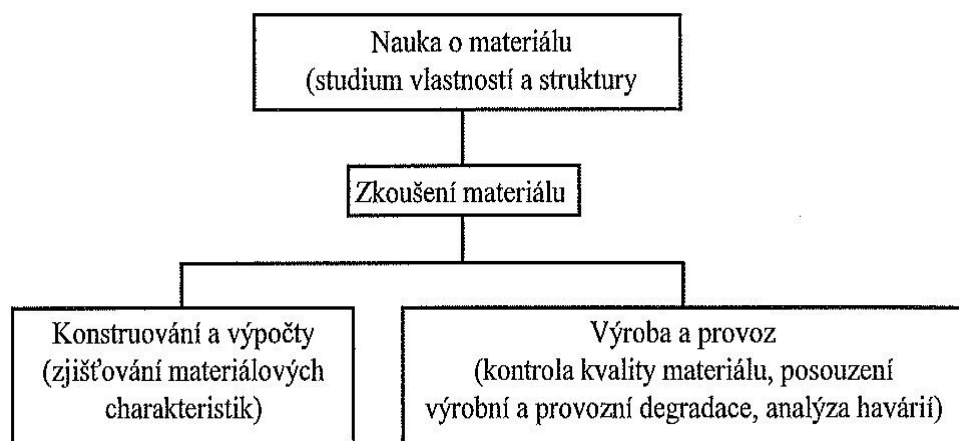 Nauka o materiálu
(studium vlastností a struktury
Zkoušení materiálu
Konstruování a výpočty
(zjišťování materiálových
charakteristik)
Výroba a provoz
(kontrola kvality materiálu, posouzení
výrobní a provozní degradace, analýza havárií)